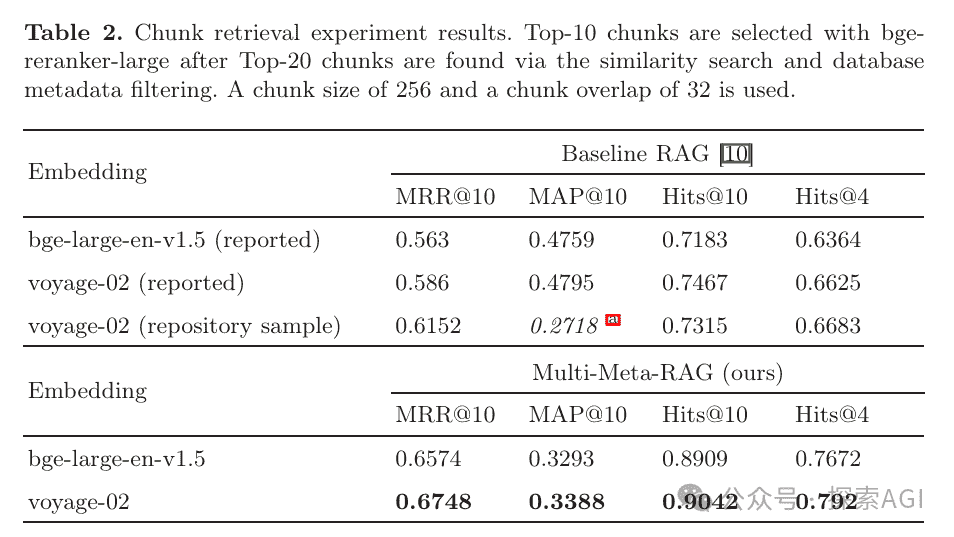 Table 2. Chunk retrieval experiment results. Top-10 chunks are selected with bge-
reranker-large after Top-20 chunks are found via the similarity search and database
metadata filtering. A chunk size of 256 and a chunk overlap of 32 is used.
Embedding
Baseline RAG [10]
MRR@10 MAP@10 Hits@10 Hits@4
bge-large-en-v1.5 (reported) 0.563 0.4759 0.7183 0.6364
voyage-02 (reported) 0.586 0.4795 0.7467 0.6625
voyage-02 (repository sample) 0.6152 0.2718 a 0.7315 0.6683
Embedding
Multi-Meta-RAG (ours)
MRR@10 MAP@10 Hits@10 Hits@4
bge-large-en-v1.5 0.6574 0.3293 0.8909 0.7672
voyage-02 0.6748 0.3388 0.9042 0.792
公众号 · 探索AGI